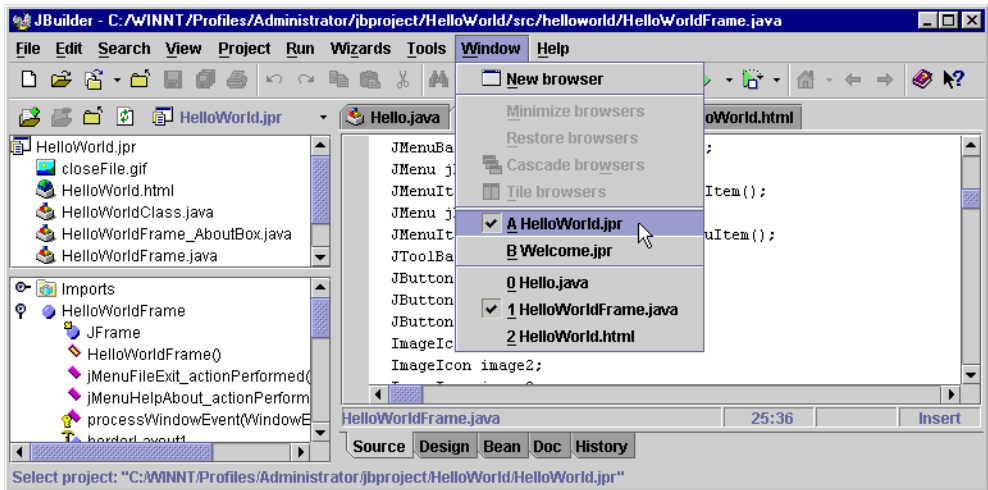 JBuilder - C:/WINNT/Profiles/Administrator/jbproject/HelloWorld/src/helloworld/HelloWorldFrame.java
File Edit Search View Project Run Wizards Tools Window Help
New browser
Minimize browsers
Restore browsers
Cascade browsers
Tile browsers
A HelloWorld.jpr
B Welcome.jpr
0 Hello.java
1 HelloWorldFrame.java
2 HelloWorld.html
HelloWorld.jpr
HelloWorld.jpr
closeFile.gif
HelloWorld.html
HelloWorldClass.java
HelloWorldFrame_AboutBox.java
HelloWorldFrame.java
Imports
HelloWorldFrame
JFrame
HelloWorldFrame()
jMenuFileExit_actionPerformed(
jMenuHelpAbout_actionPerform
processWindowEvent(WindowE
borderLayout1
Hello.java oWorld.html
JMenuBa ;
JMenu j
JMenuIt Item();
JMenu j
JMenuIt uItem();
JToolBa
JButton
JButton
JButton
ImageIc
ImageIcon image2;
HelloWorldFrame.java 25:36 Insert
Source Design Bean Doc History
Select project: "C:/WINNT/Profiles/Administrator/jbproject/HelloWorld/HelloWorld.jpr"